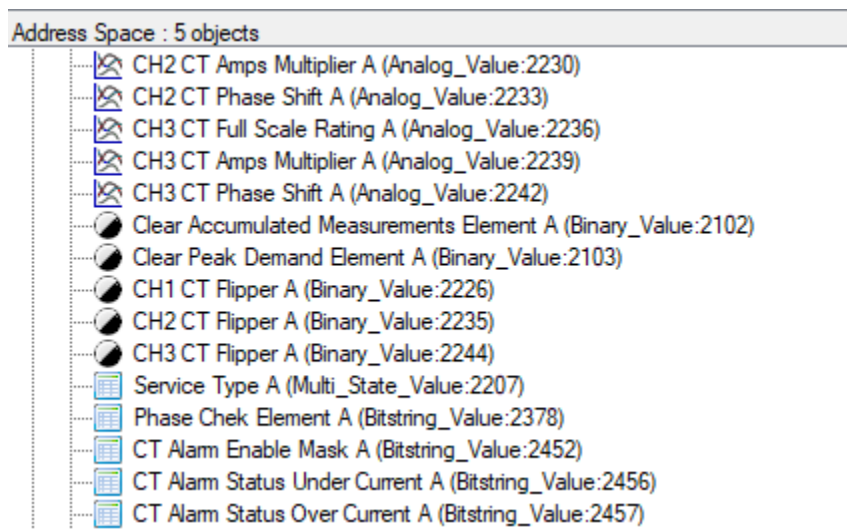 Address Space : 5 objects
CH2 CT Amps Multiplier A (Analog_Value:2230)
CH2 CT Phase Shift A (Analog_Value:2233)
CH3 CT Full Scale Rating A (Analog_Value:2236)
CH3 CT Amps Multiplier A (Analog_Value:2239)
CH3 CT Phase Shift A (Analog_Value:2242)
Clear Accumulated Measurements Element A (Binary_Value:2102)
Clear Peak Demand Element A (Binary_Value:2103)
CH1 CT Flipper A (Binary_Value:2226)
CH2 CT Flipper A (Binary_Value:2235)
CH3 CT Flipper A (Binary_Value:2244)
Service Type A (Multi_State_Value:2207)
Phase Chek Element A (Bitstring_Value:2378)
CT Alarm Enable Mask A (Bitstring_Value:2452)
CT Alarm Status Under Current A (Bitstring_Value:2456)
CT Alarm Status Over Current A (Bitstring_Value:2457)